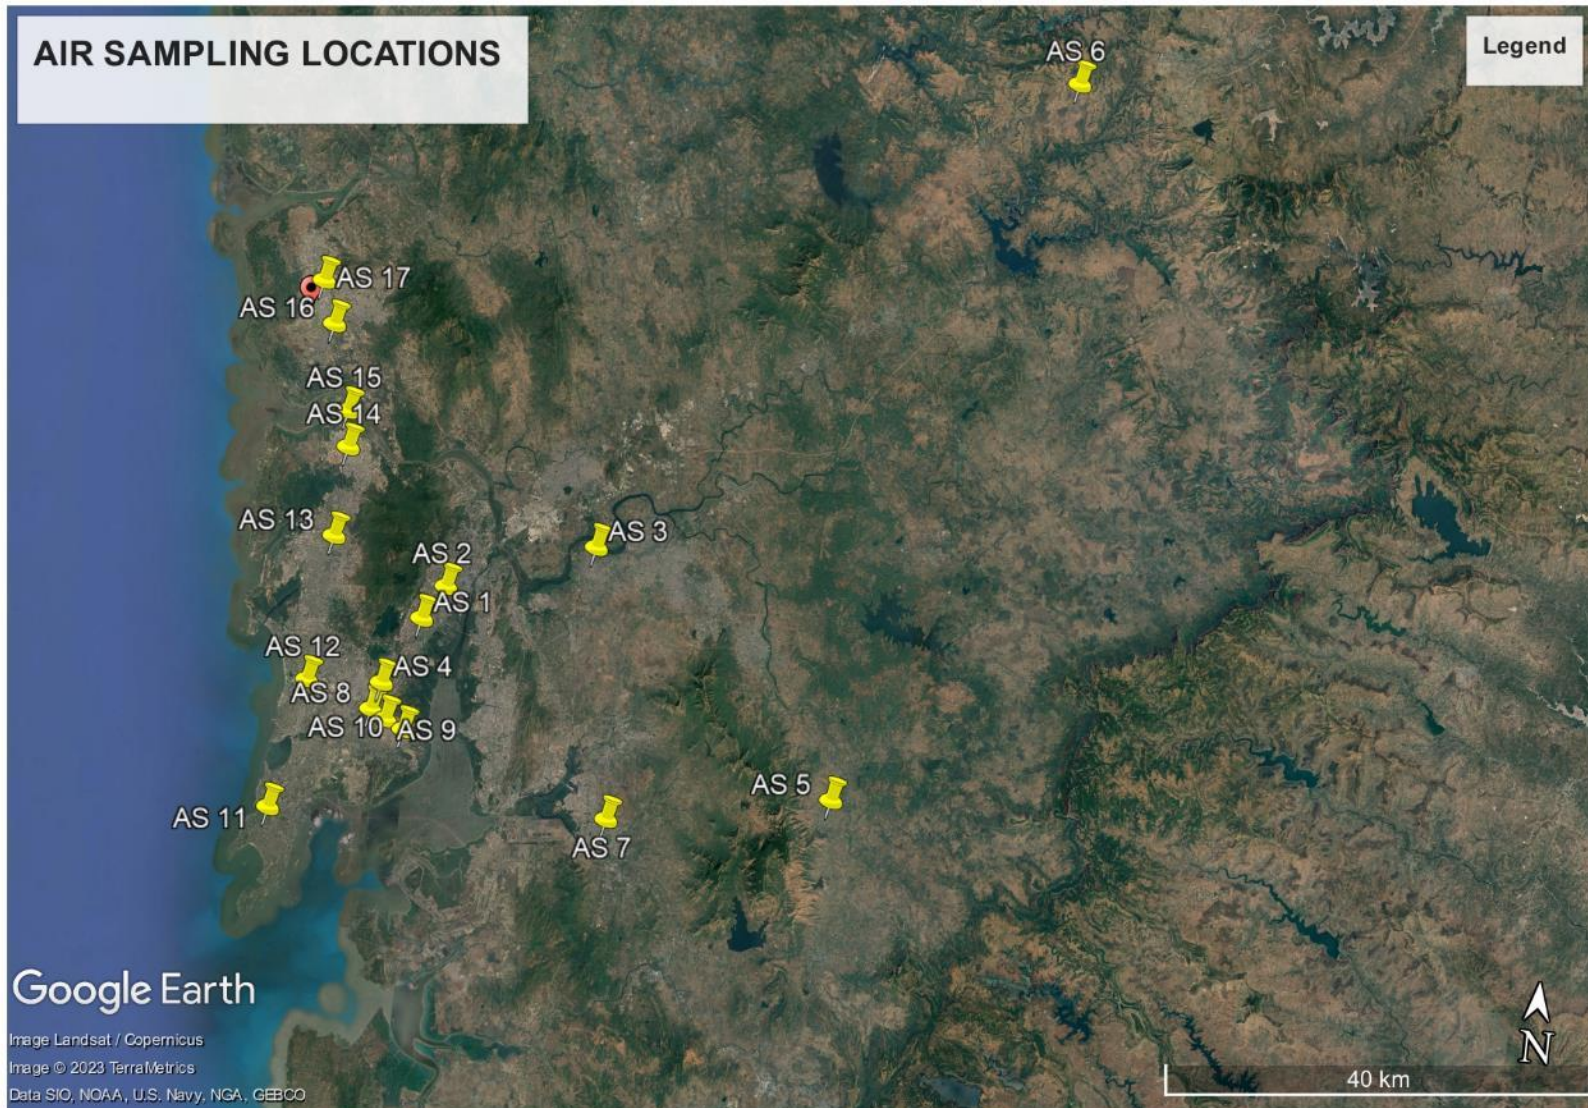 AIR SAMPLING LOCATIONS
Legend
AS 6
AS 17
AS 16
AS 15
AS 14
AS 13
AS 3
AS 2
AS 1
AS 12
AS 4
AS 8
AS 10
AS 9
AS 5
AS 11
AS 7
Google Earth
Image Landsat / Copernicus
Image © 2023 TerraMetrics
Data SIO, NOAA, U.S. Navy, NGA, GEBCO
N
40 km